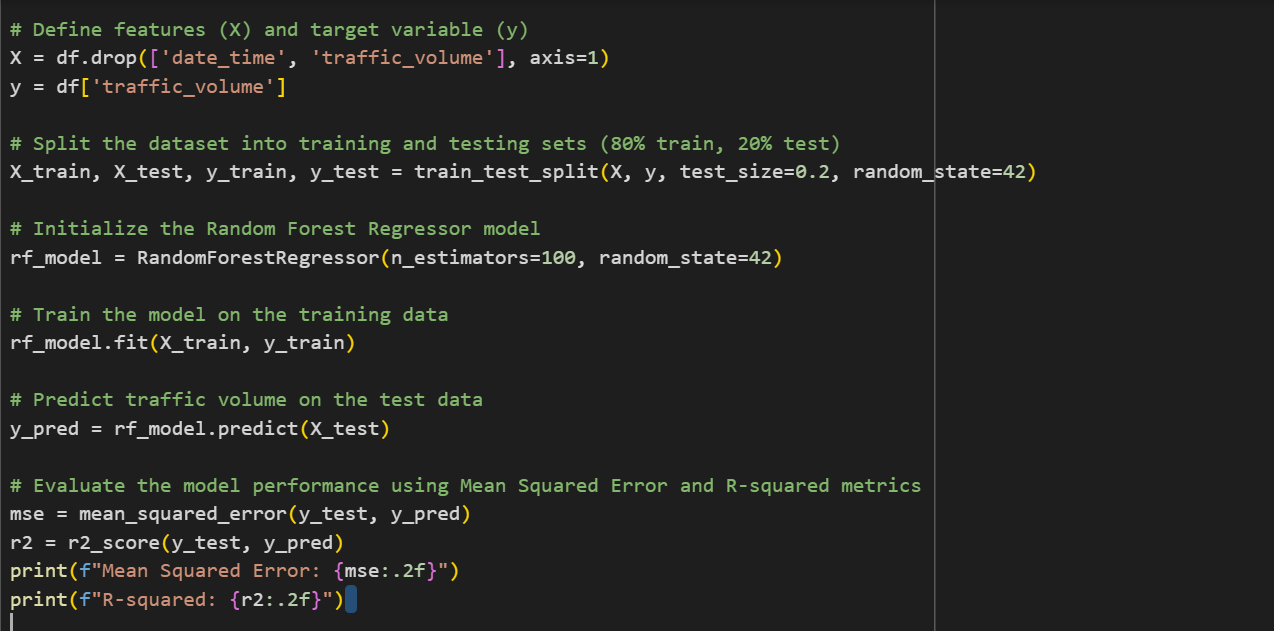 # Define features (X) and target variable (y)
X = df.drop(['date_time', 'traffic_volume'], axis=1)
y = df['traffic_volume']
# Split the dataset into training and testing sets (80% train, 20% test)
X_train, X_test, y_train, y_test = train_test_split(X, y, test_size=0.2, random_state=42)
# Initialize the Random Forest Regressor model
rf_model = RandomForestRegressor(n_estimators=100, random_state=42)
# Train the model on the training data
rf_model.fit(X_train, y_train)
# Predict traffic volume on the test data
y_pred = rf_model.predict(X_test)
# Evaluate the model performance using Mean Squared Error and R-squared metrics
mse = mean_squared_error(y_test, y_pred)
r2 = r2_score(y_test, y_pred)
print(f"Mean Squared Error: {mse:.2f}")
print(f"R-squared: {r2:.2f}")